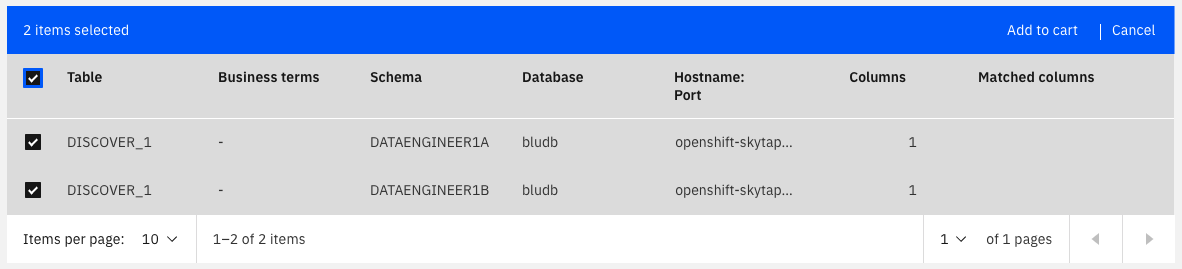 2 items selected Add to cart Cancel
Table Business terms Schema Database Hostname: Columns Matched columns
Port
DISCOVER_1 - DATAENGINEER1A bludb openshift-skytap... 1
DISCOVER_1 - DATAENGINEER1B bludb openshift-skytap... 1
Items per page: 10 1–2 of 2 items 1 of 1 pages